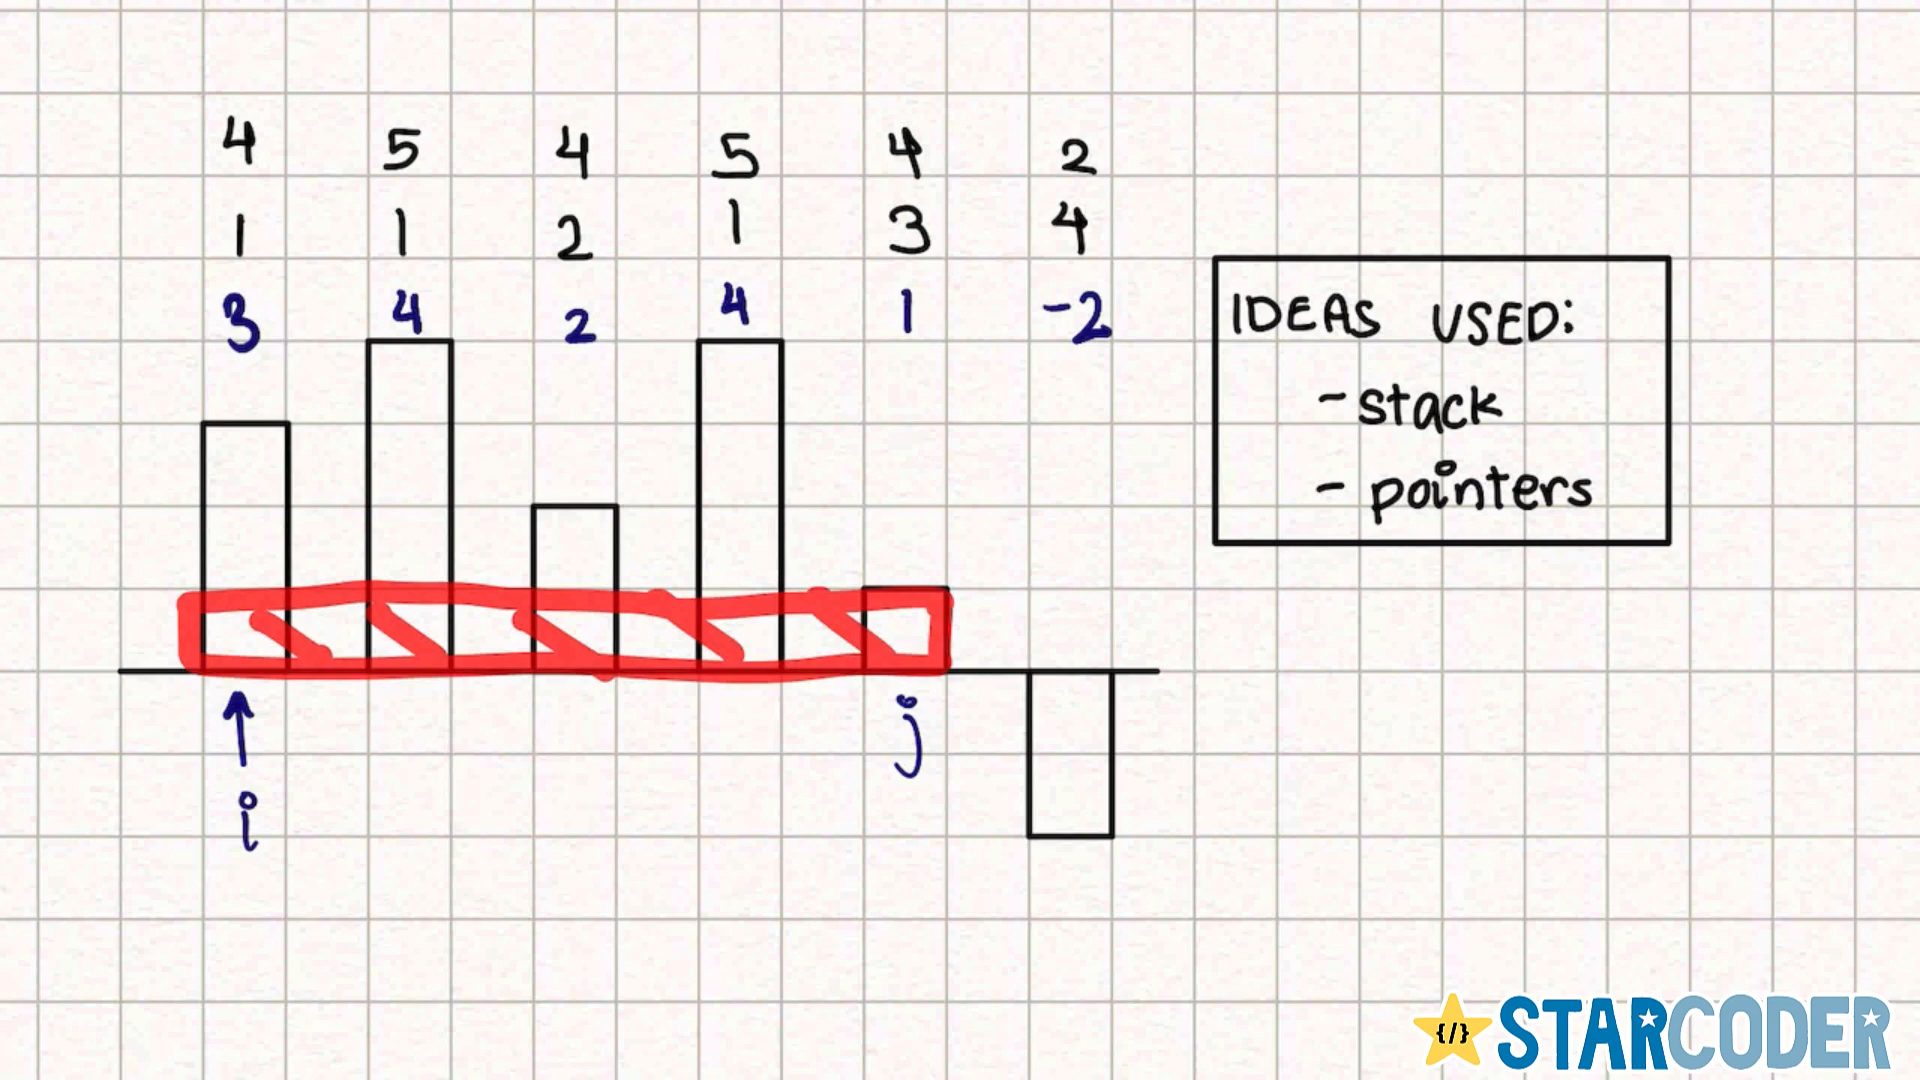 4 5 4 5 4 2
1 1 2 1 3 4
3 4 2 4 1 -2
IDEAS USED:
- stack
- pointers
j
i
{/} STARCODER